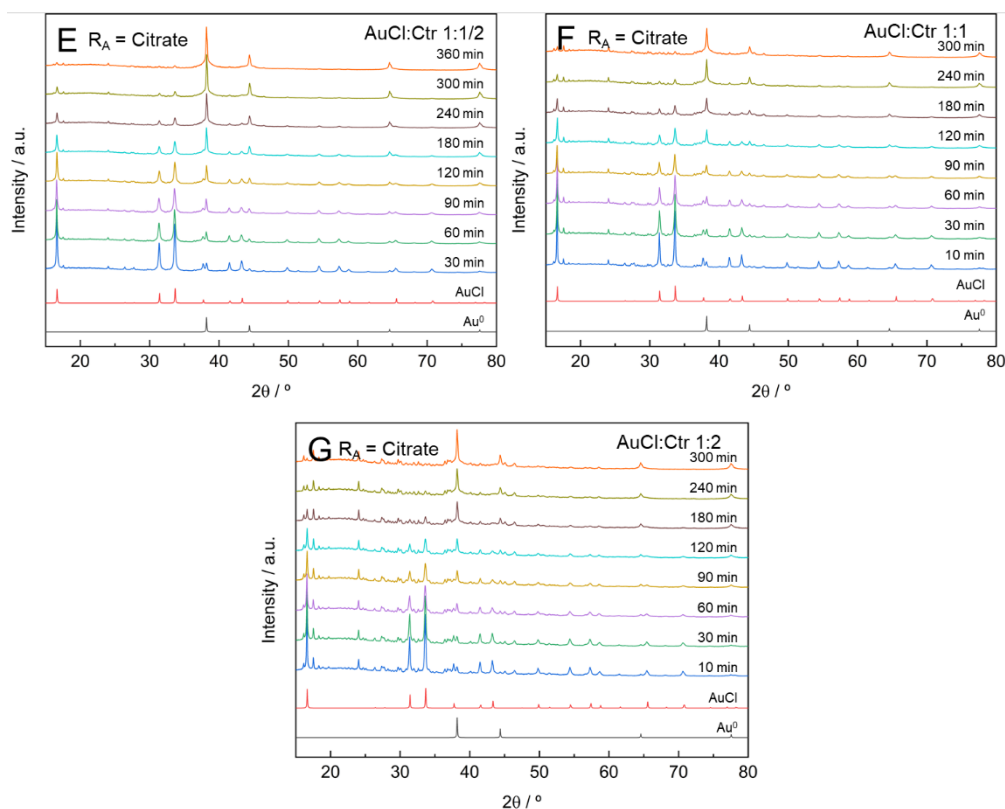 E R_A = Citrate AuCl:Ctr 1:1/2
360 min
300 min
240 min
180 min
120 min
90 min
60 min
30 min
AuCl
Au⁰
Intensity / a.u.
20 30 40 50 60 70 80
2θ / º
F R_A = Citrate AuCl:Ctr 1:1
300 min
240 min
180 min
120 min
90 min
60 min
30 min
10 min
AuCl
Au⁰
Intensity / a.u.
20 30 40 50 60 70 80
2θ / º
G R_A = Citrate AuCl:Ctr 1:2
300 min
240 min
180 min
120 min
90 min
60 min
30 min
10 min
AuCl
Au⁰
Intensity / a.u.
20 30 40 50 60 70 80
2θ / º